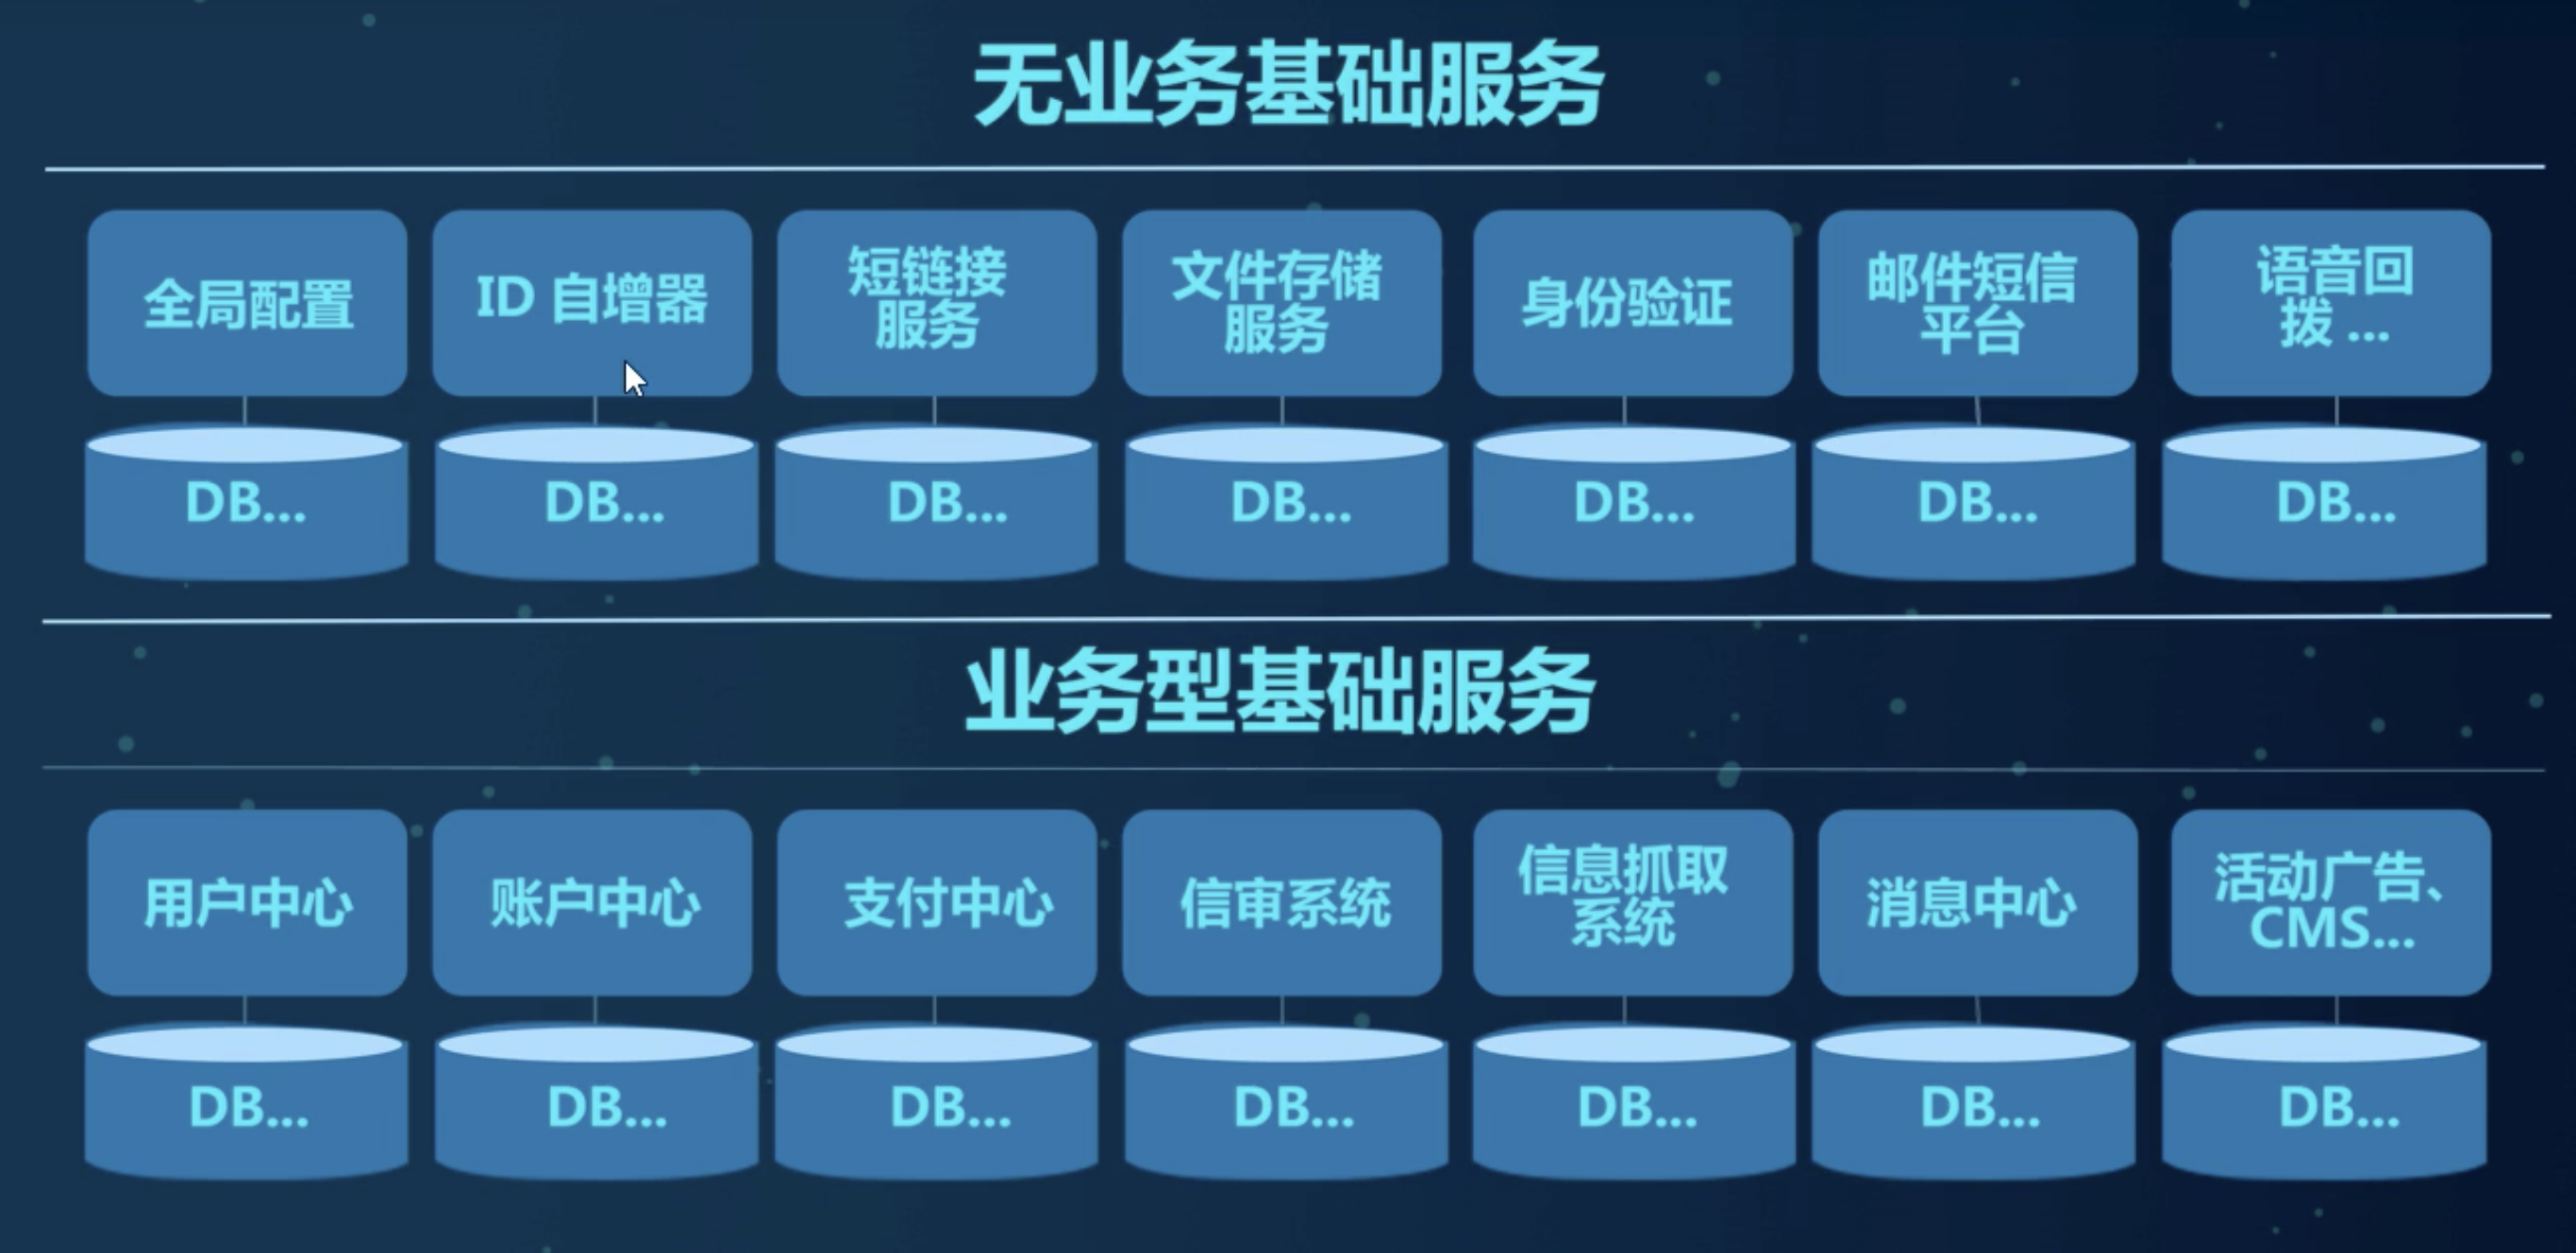 无业务基础服务
全局配置
ID 自增器
短链接
服务
文件存储
服务
身份验证
邮件短信
平台
语音回
拨 ...
DB...
DB...
DB...
DB...
DB...
DB...
DB...
业务型基础服务
用户中心
账户中心
支付中心
信审系统
信息抓取
系统
消息中心
活动广告、
CMS...
DB...
DB...
DB...
DB...
DB...
DB...
DB...